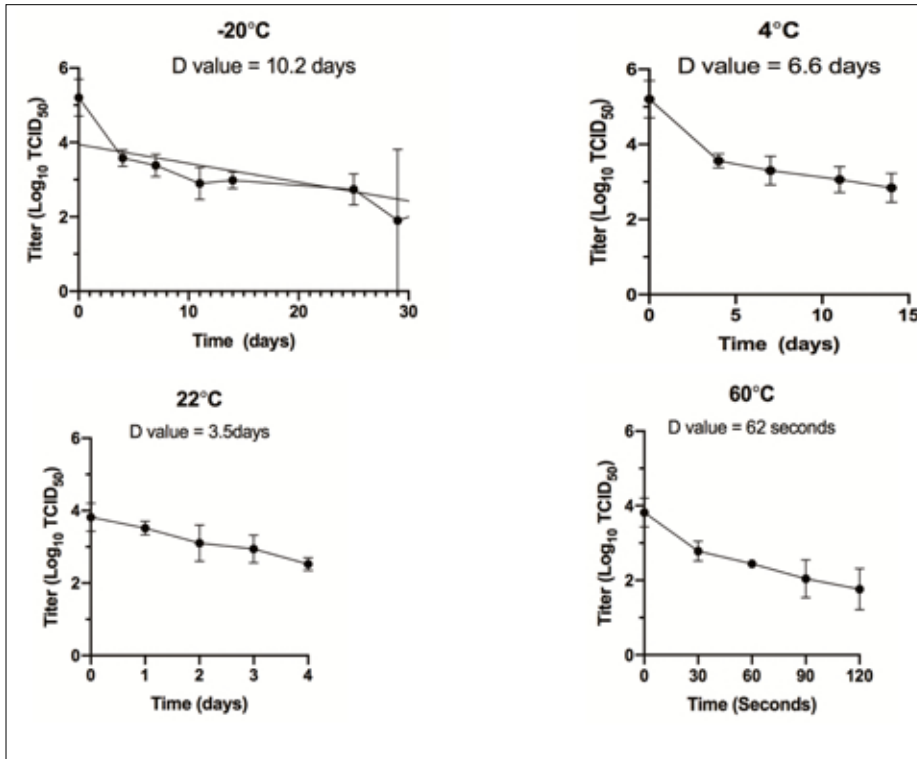 -20°C
D value = 10.2 days
6
4
2
0
Titer (Log10 TCID50)
0 10 20 30
Time (days)
4°C
D value = 6.6 days
6
4
2
0
Titer (Log10 TCID50)
0 5 10 15
Time (days)
22°C
D value = 3.5days
6
4
2
0
Titer (Log10 TCID50)
0 1 2 3 4
Time (days)
60°C
D value = 62 seconds
6
4
2
0
Titer (Log10 TCID50)
0 30 60 90 120
Time (Seconds)